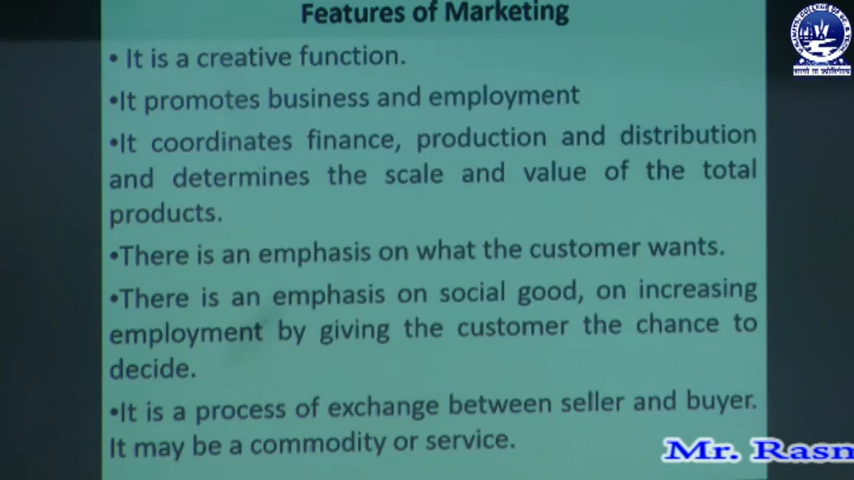 Features of Marketing
• It is a creative function.
•It promotes business and employment
•It coordinates finance, production and distribution
and determines the scale and value of the total
products.
•There is an emphasis on what the customer wants.
•There is an emphasis on social good, on increasing
employment by giving the customer the chance to
decide.
•It is a process of exchange between seller and buyer.
It may be a commodity or service.
Mr.